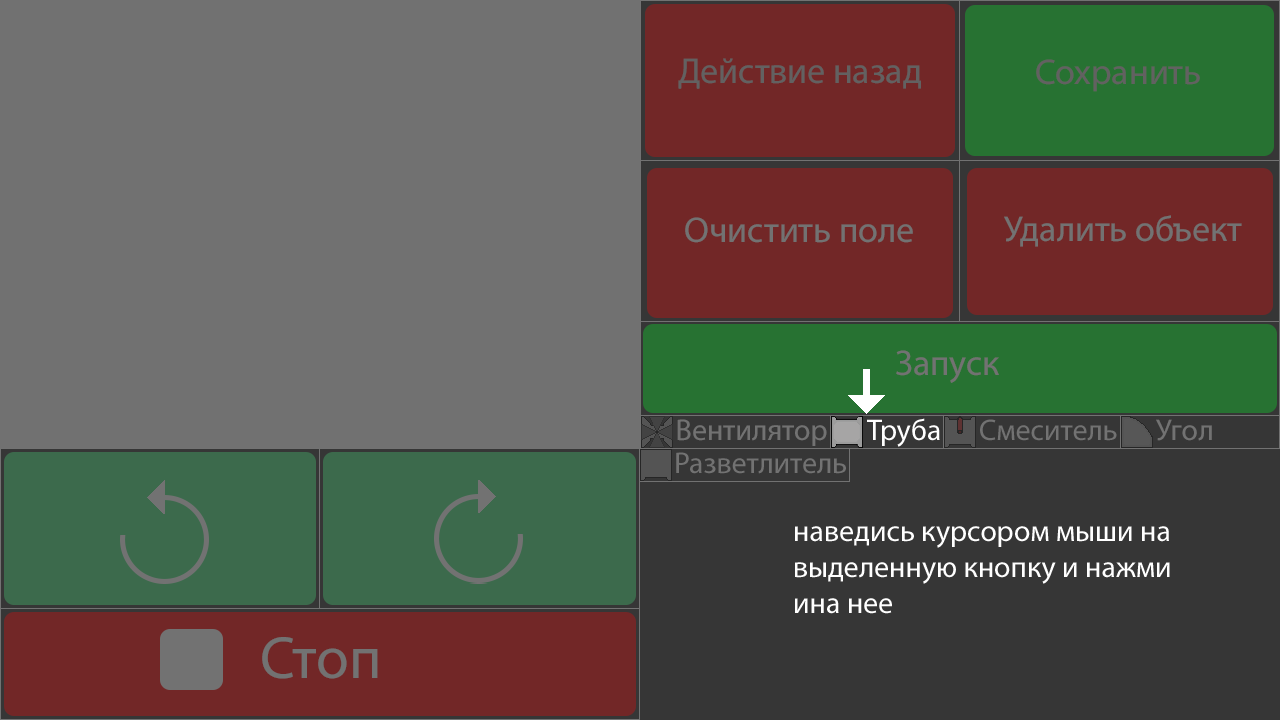 Действие назад
Сохранить
Очистить поле
Удалить объект
Запуск
Вентилятор Труба Смеситель Угол
Разветлитель
наведись курсором мыши на
выделенную кнопку и нажми
ина нее
Стоп